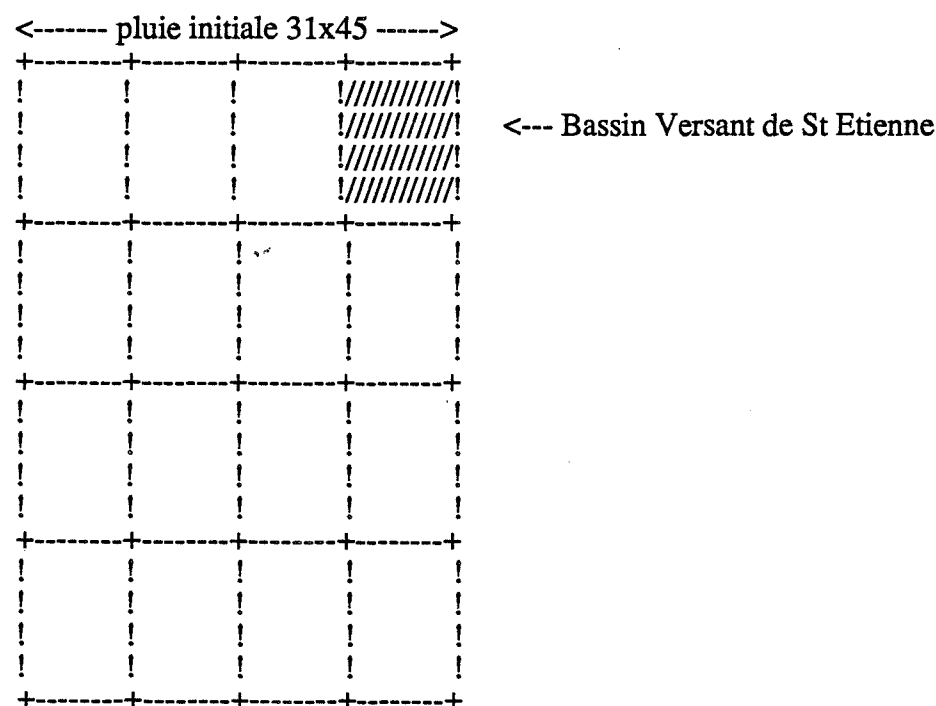 <------- pluie initiale 31x45 ------>
+--------+--------+--------+--------+
!        !        !        !////////////!
!        !        !        !////////////!  <--- Bassin Versant de St Etienne
!        !        !        !////////////!
!        !        !        !////////////!
+--------+--------+--------+--------+
!        !        !        !        !
!        !        !        !        !
!        !        !        !        !
!        !        !        !        !
+--------+--------+--------+--------+
!        !        !        !        !
!        !        !        !        !
!        !        !        !        !
!        !        !        !        !
+--------+--------+--------+--------+
!        !        !        !        !
!        !        !        !        !
!        !        !        !        !
!        !        !        !        !
+--------+--------+--------+--------+